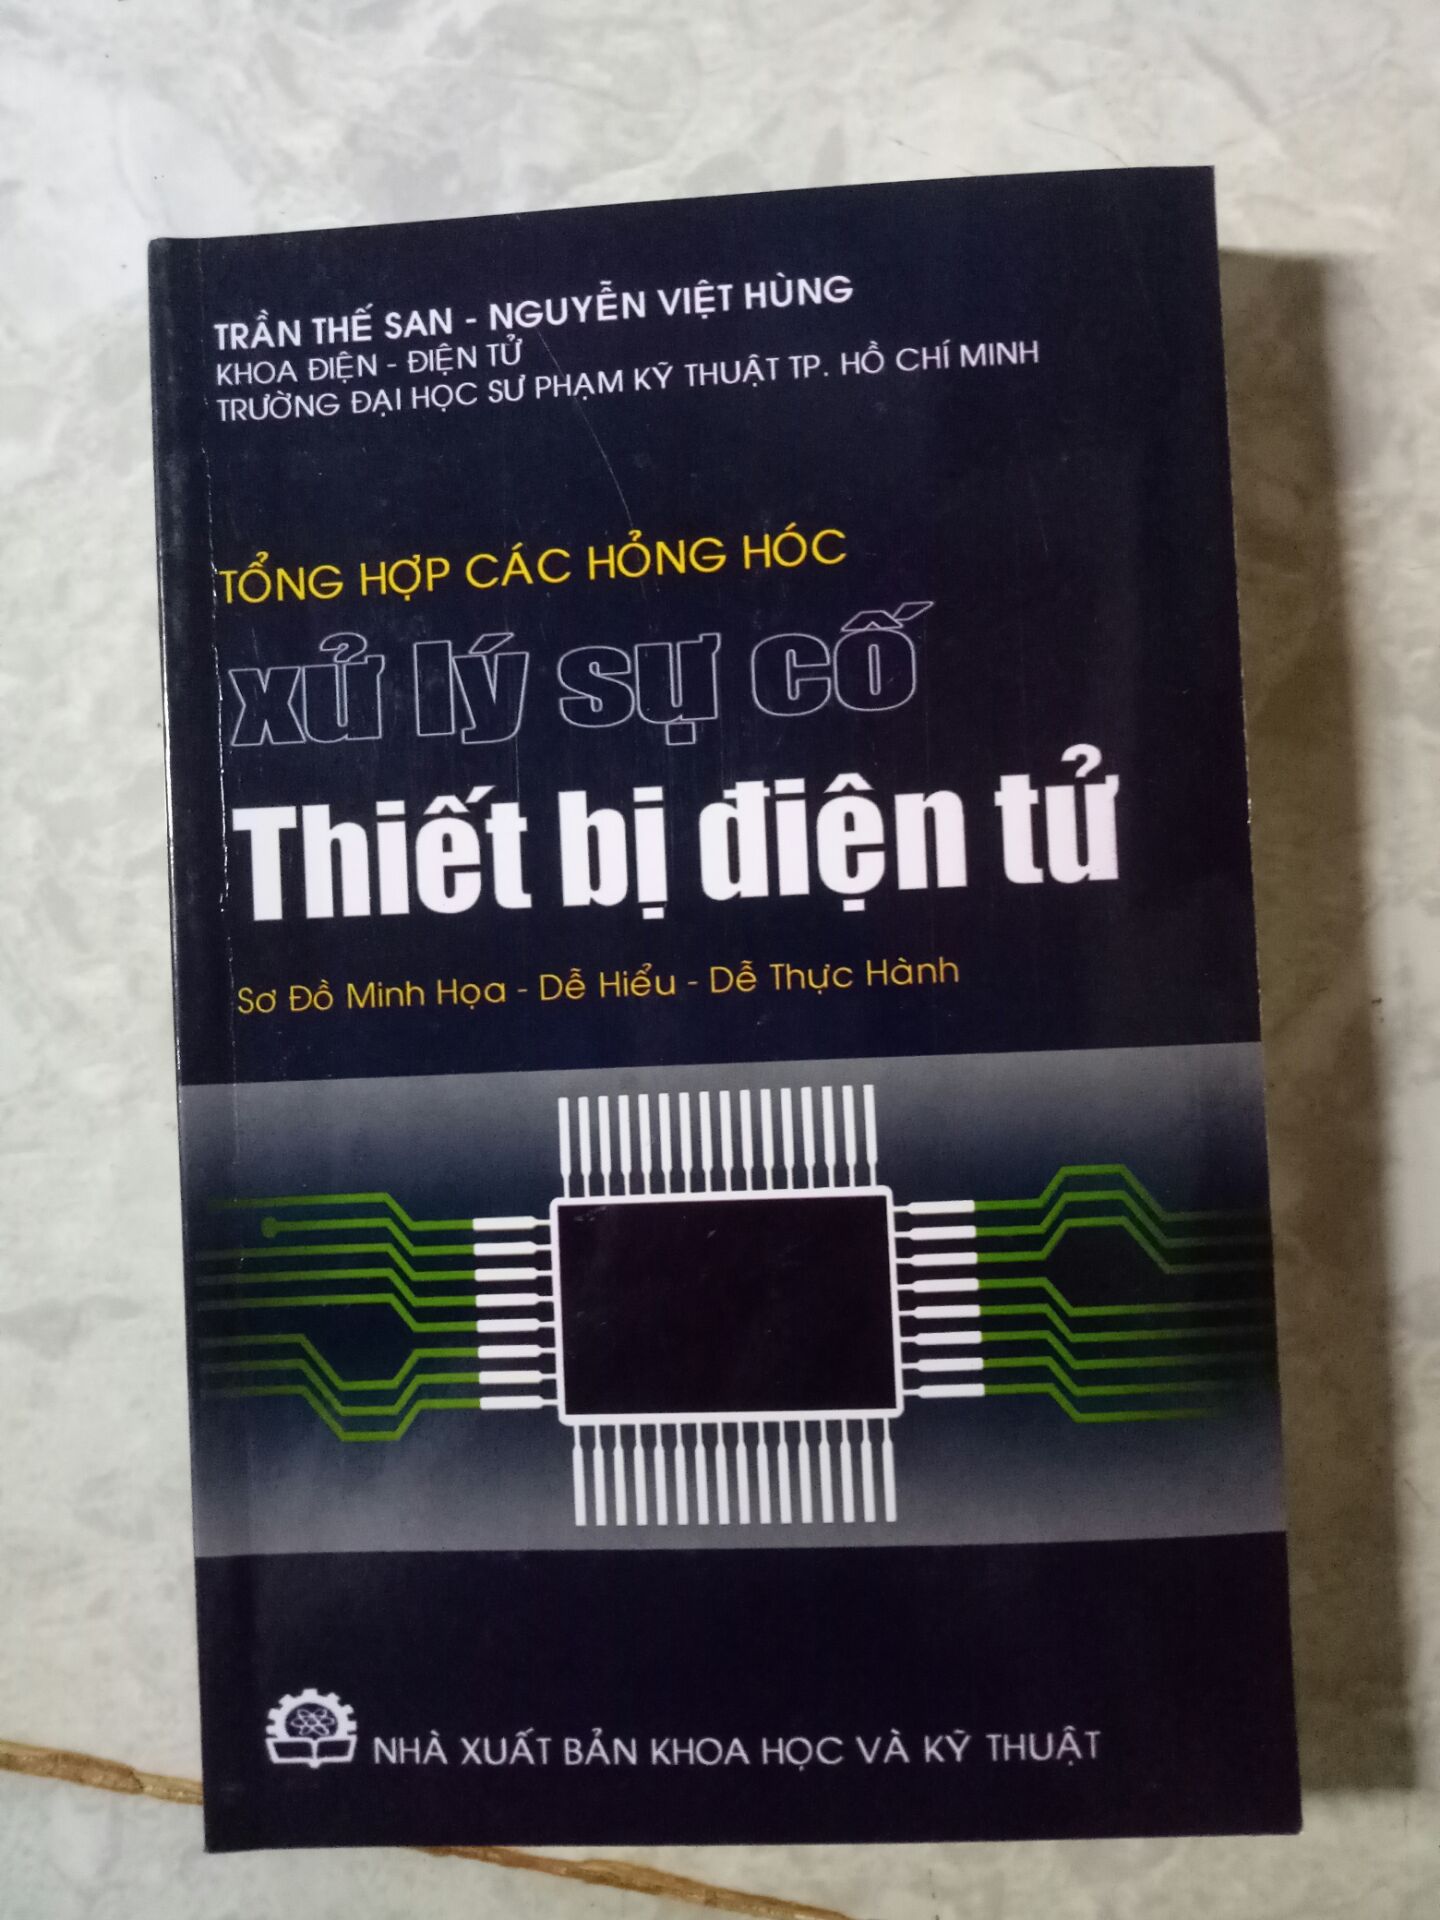 TRẦN THẾ SAN - NGUYỄN VIỆT HÙNG
KHOA ĐIỆN - ĐIỆN TỬ
TRƯỜNG ĐẠI HỌC SƯ PHẠM KỸ THUẬT TP. HỒ CHÍ MINH
TỔNG HỢP CÁC HỎNG HÓC
xử lý sự cố
Thiết bị điện tử
Sơ Đồ Minh Họa - Dễ Hiểu - Dễ Thực Hành
NHÀ XUẤT BẢN KHOA HỌC VÀ KỸ THUẬT